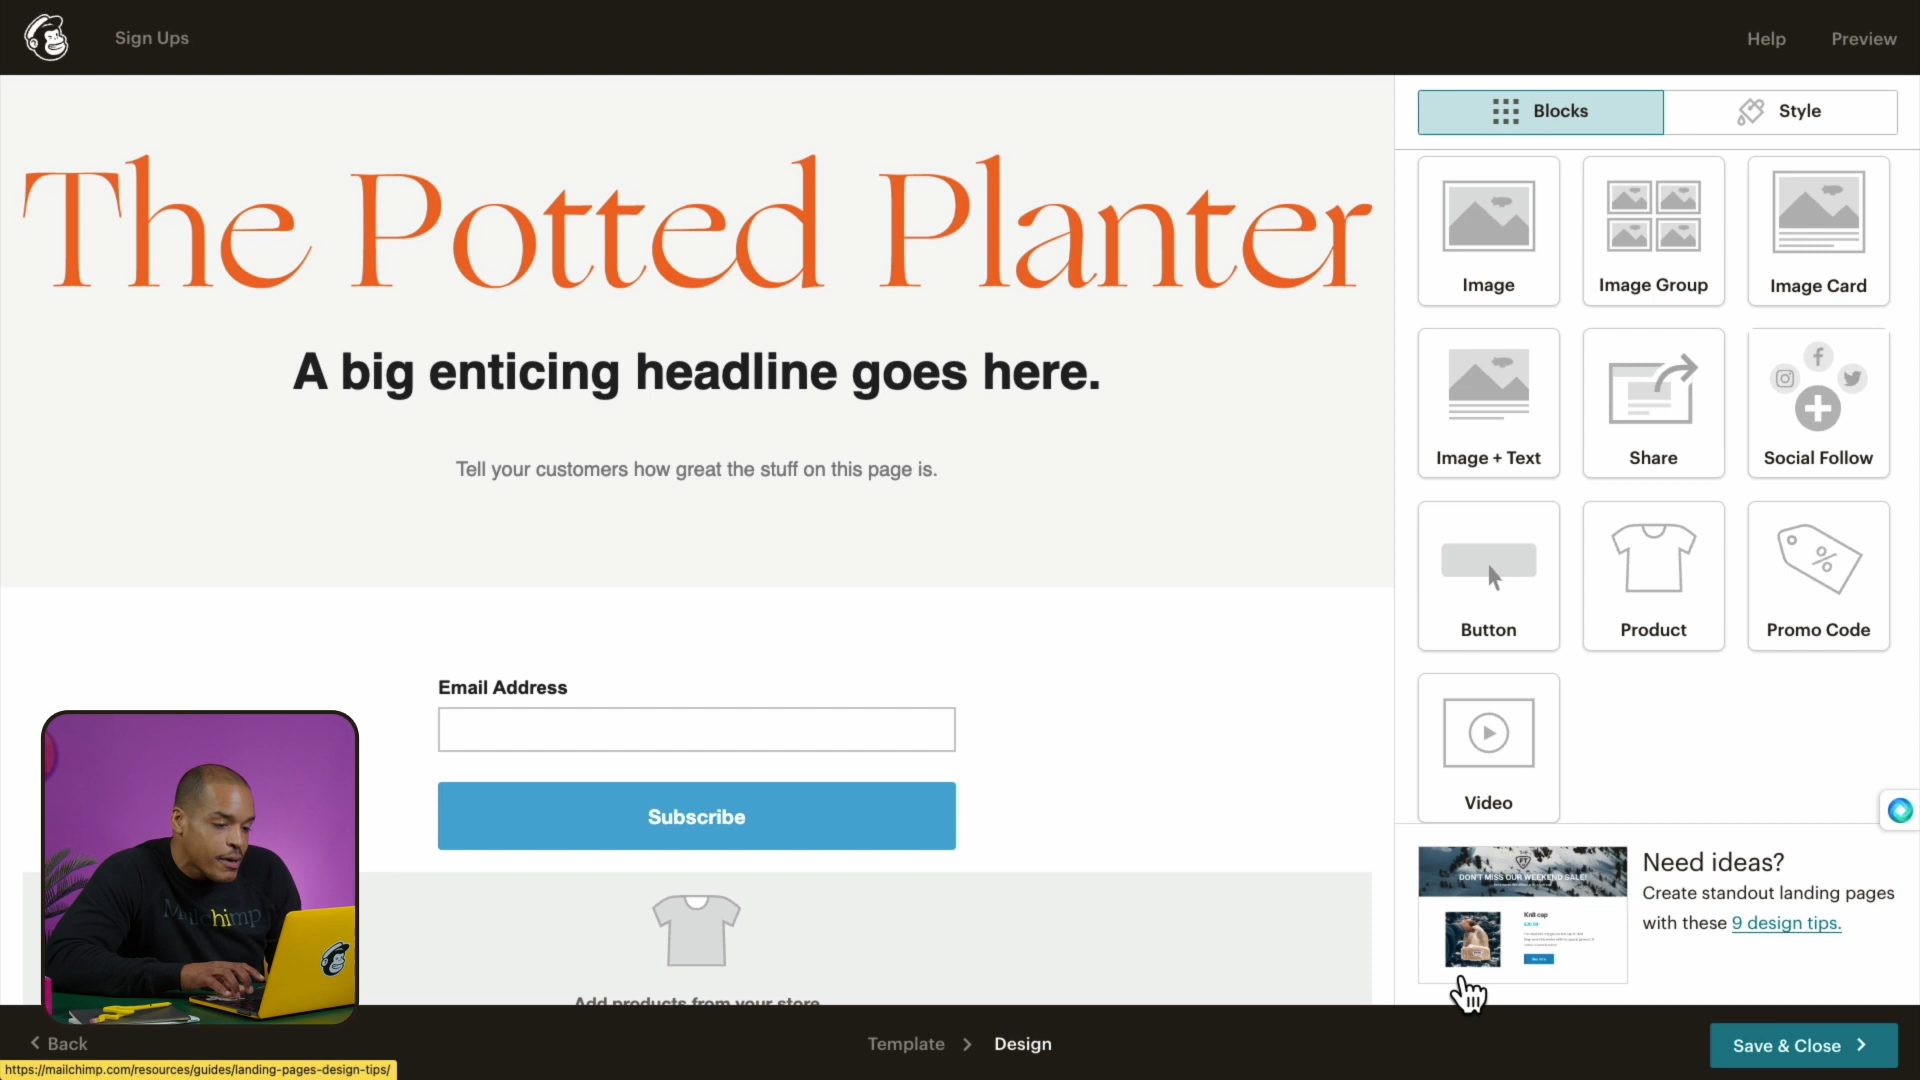 Sign Ups
Help
Preview
Blocks
Style
The Potted Planter
A big enticing headline goes here.
Tell your customers how great the stuff on this page is.
Email Address
Subscribe
Add products from your store
Image
Image Group
Image Card
Image + Text
Share
Social Follow
Button
Product
Promo Code
Video
DON'T MISS OUR WEEKEND SALE!
Knit cap
Need ideas?
Create standout landing pages
with these 9 design tips.
Mailchimp
Back
Template
Design
Save & Close
https://mailchimp.com/resources/guides/landing-pages-design-tips/